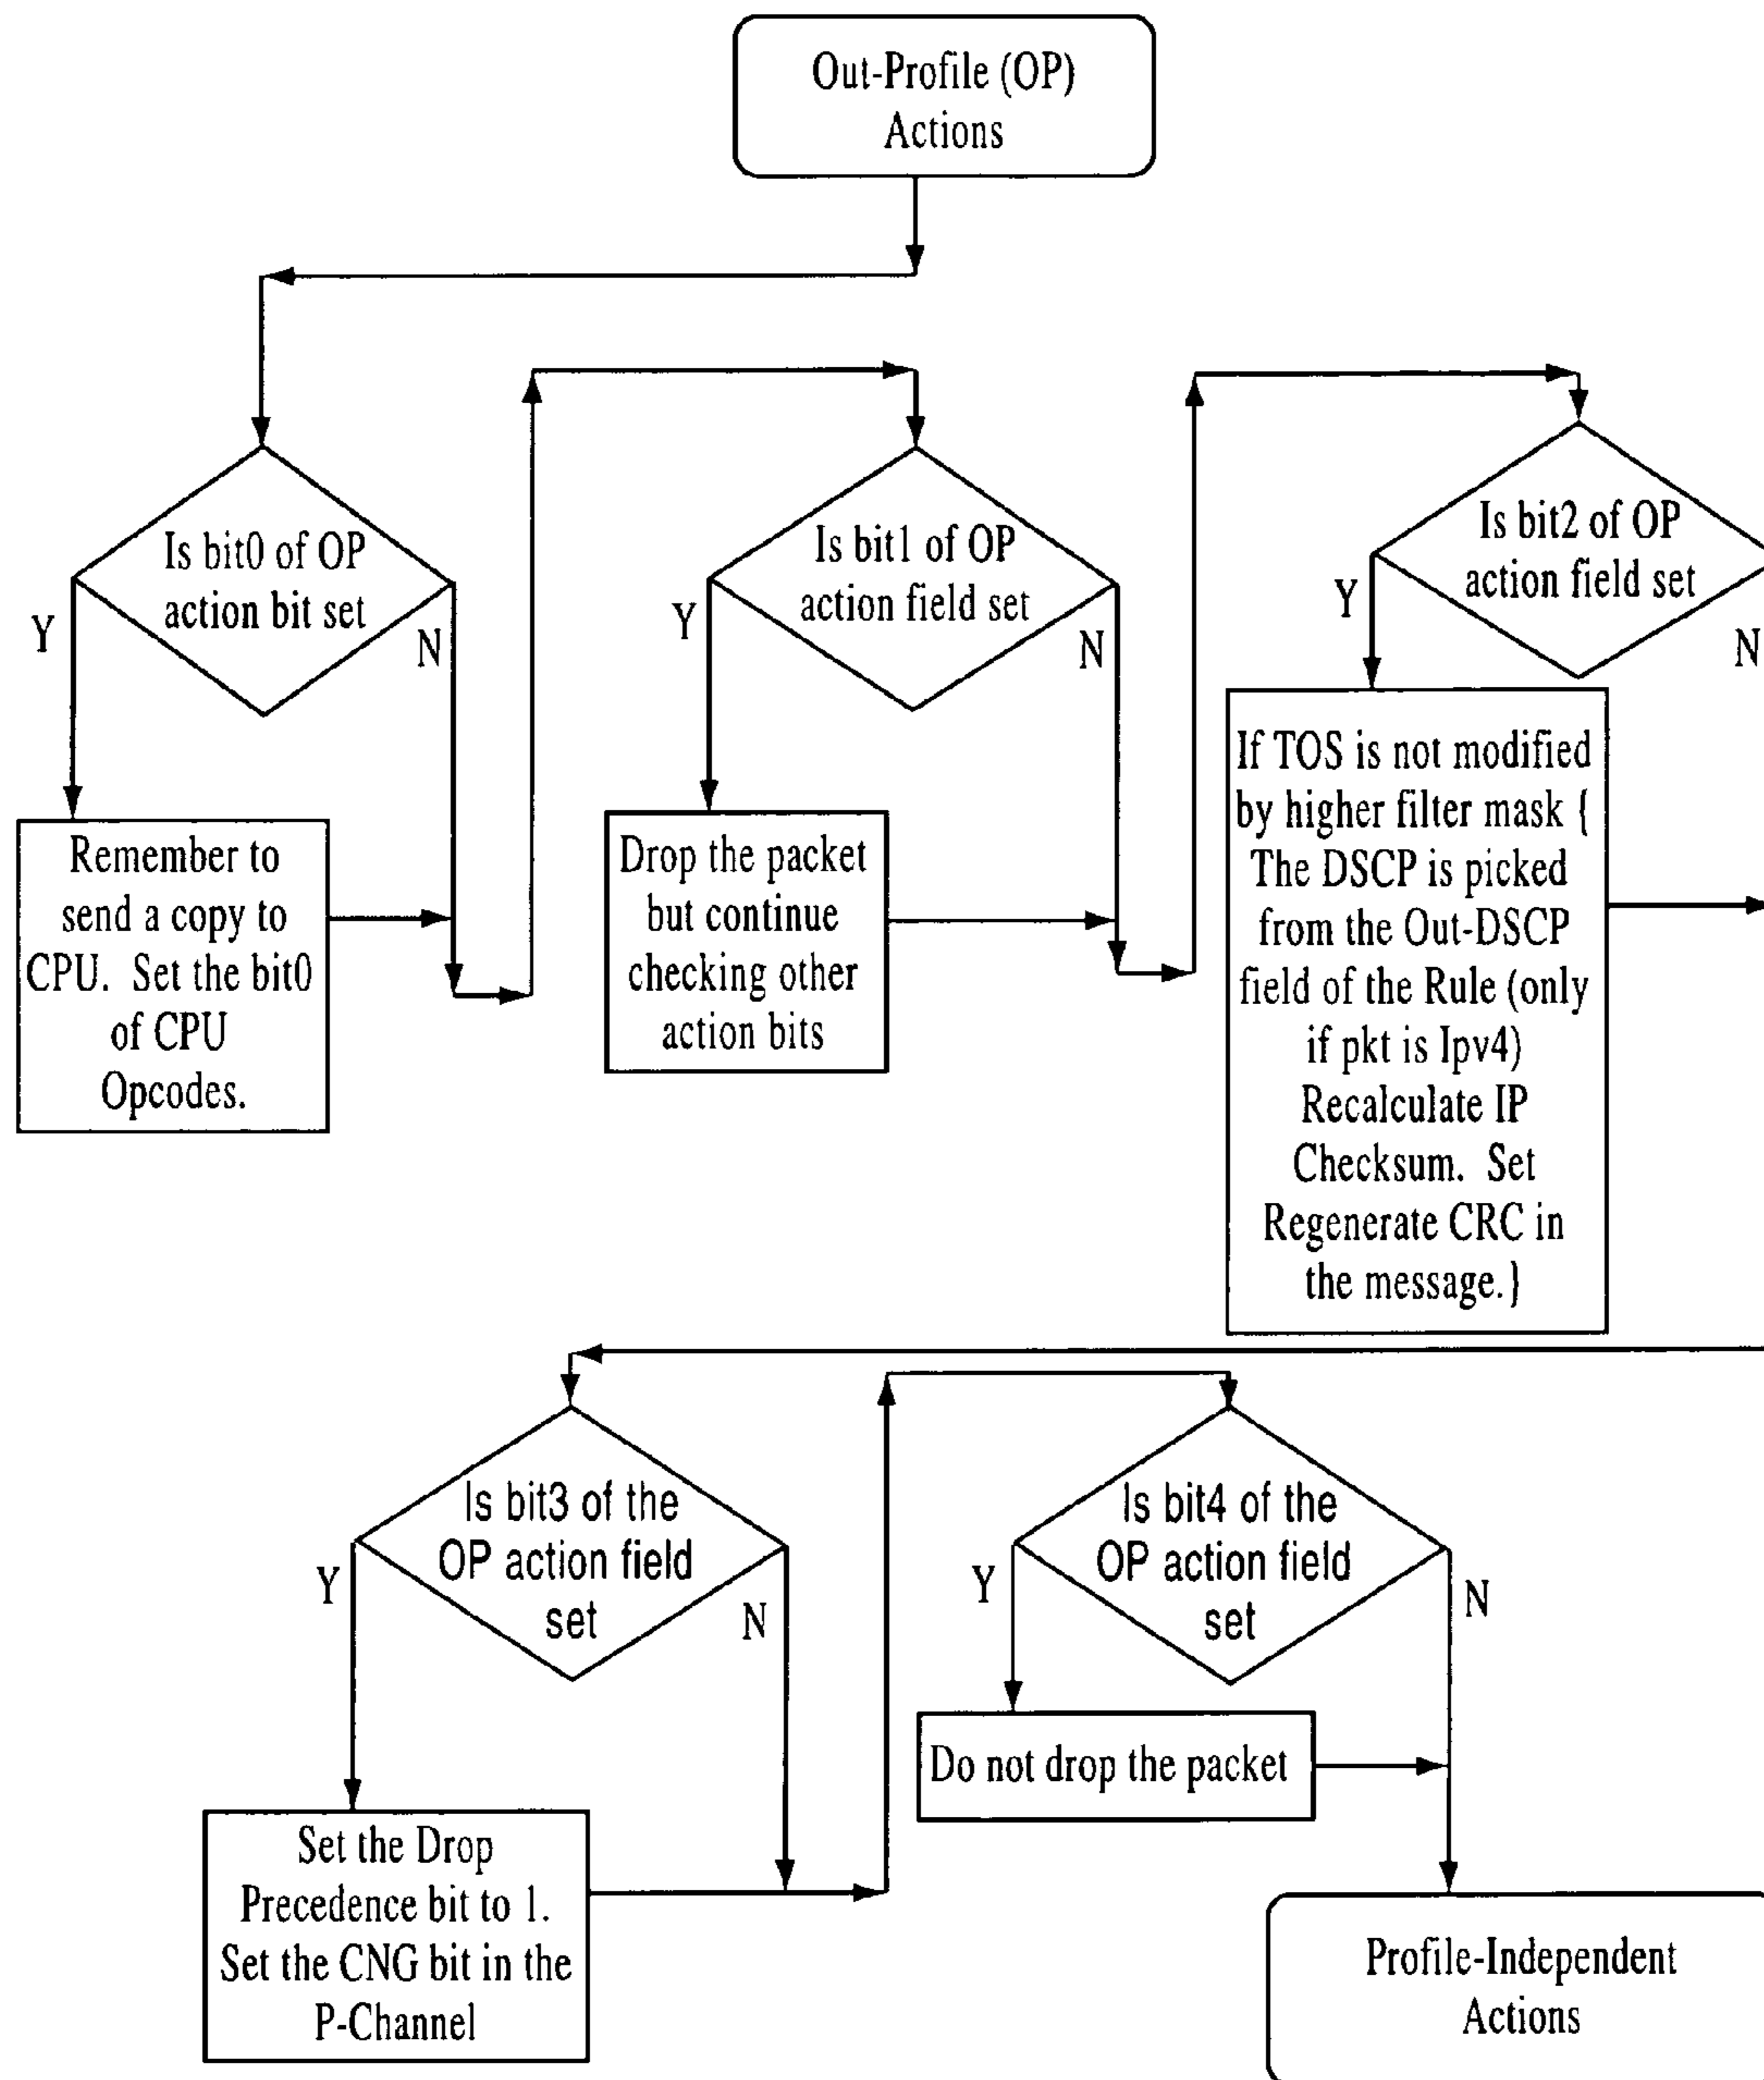 Out-Profile (OP)
Actions
Is bit0 of OP
action bit set
Y
N
Is bit1 of OP
action field set
Y
N
Is bit2 of OP
action field set
Y
N
Remember to
send a copy to
CPU. Set the bit0
of CPU
Opcodes.
Drop the packet
but continue
checking other
action bits
If TOS is not modified
by higher filter mask {
The DSCP is picked
from the Out-DSCP
field of the Rule (only
if pkt is Ipv4)
Recalculate IP
Checksum. Set
Regenerate CRC in
the message.}
Is bit3 of the
OP action field
set
Y
N
Is bit4 of the
OP action field
set
Y
N
Set the Drop
Precedence bit to 1.
Set the CNG bit in the
P-Channel
Do not drop the packet
Profile-Independent
Actions